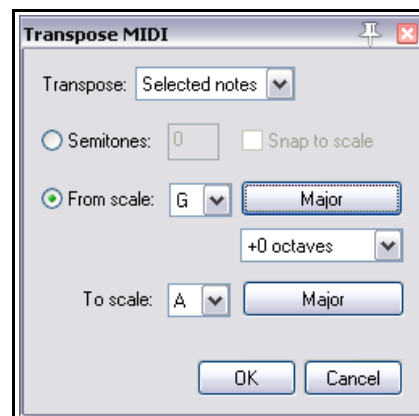 Transpose MIDI
Transpose: Selected notes
Semitones: 0 Snap to scale
From scale: G Major
+0 octaves
To scale: A Major
OK Cancel